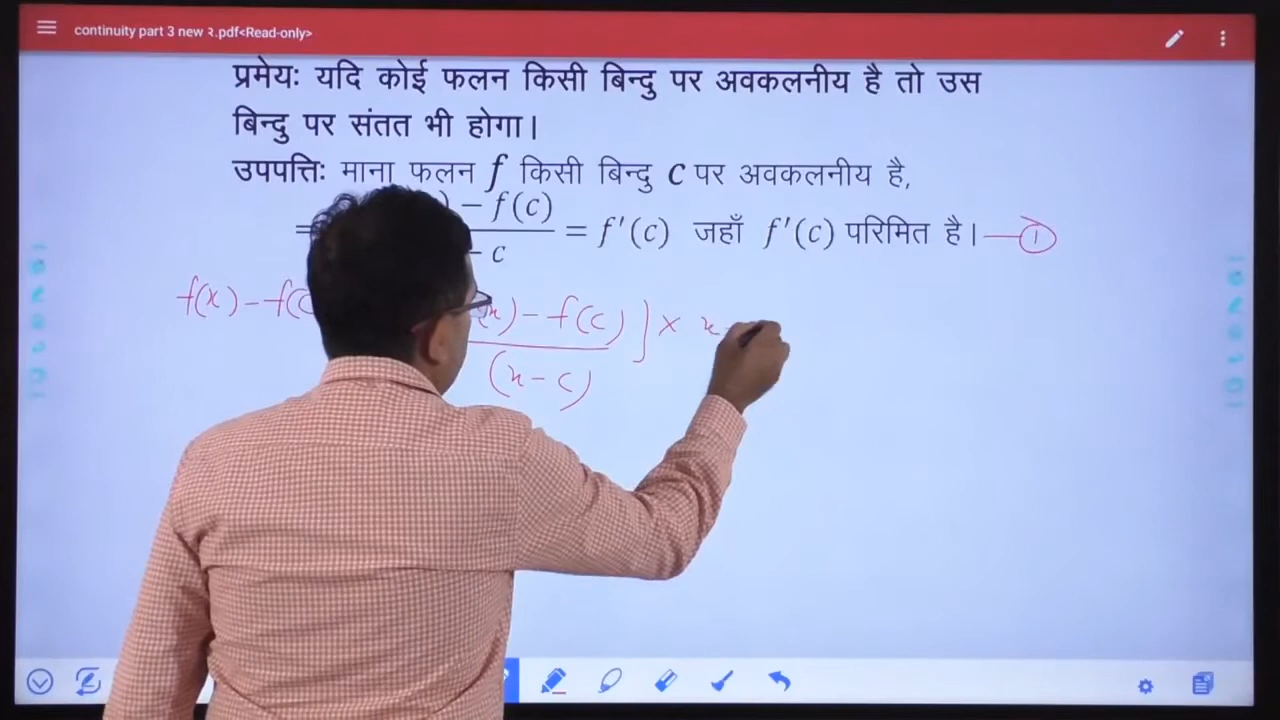 continuity part 3 new २.pdf<Read-only>
प्रमेयः यदि कोई फलन किसी बिन्दु पर अवकलनीय है तो उस
बिन्दु पर संतत भी होगा।
उपपत्तिः माना फलन f किसी बिन्दु c पर अवकलनीय है,
) − f(c)
− c
= f′(c) जहाँ f′(c) परिमित है। — ①
f(x) − f(c
(x) − f(c) ] × x
(x − c)